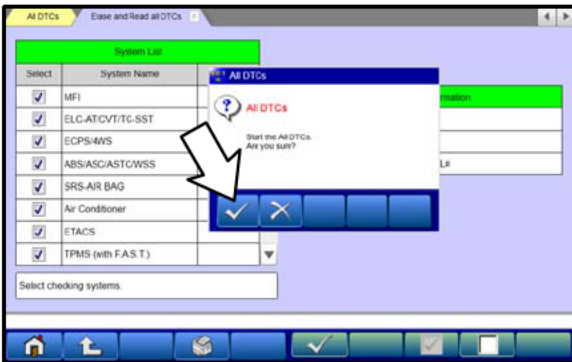 All DTCs
Erase and Read all DTCs
System List
Select
System Name
MFI
ELC-AT/CVT/TC-SST
ECPS/4WS
ABS/ASC/ASTC/WSS
SRS-AIR BAG
Air Conditioner
ETACS
TPMS (with F.A.S.T.)
Select checking systems.
All DTCs
All DTCs
Start the All DTCs.
Are you sure?